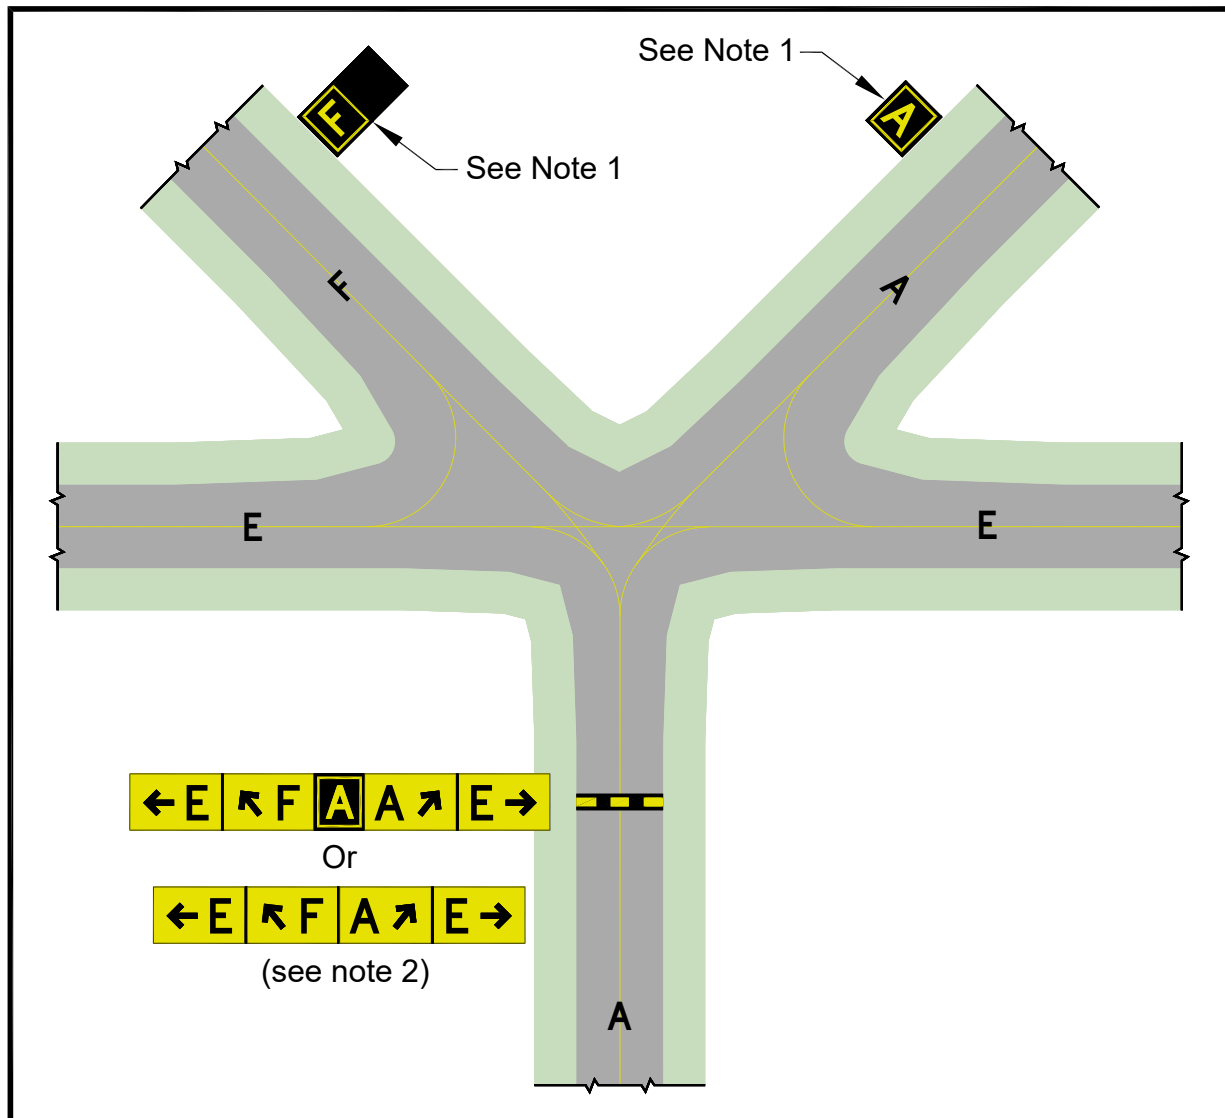 See Note 1
A
F
See Note 1
F
A
E
E
←E ↖F A A↗ E→
Or
←E ↖F A↗ E→
(see note 2)
A